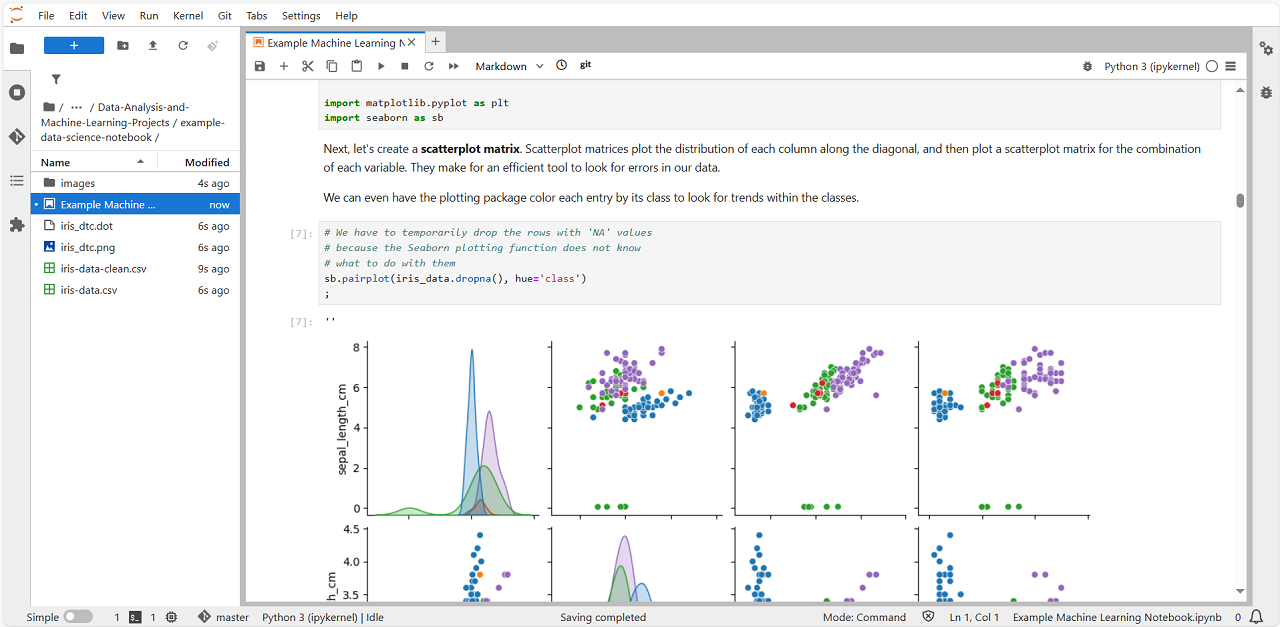 File Edit View Run Kernel Git Tabs Settings Help
+
/ ··· / Data-Analysis-and-
Machine-Learning-Projects / example-
data-science-notebook /
Name Modified
images 4s ago
Example Machine ... now
iris_dtc.dot 6s ago
iris_dtc.png 6s ago
iris-data-clean.csv 9s ago
iris-data.csv 6s ago
Example Machine Learning N
Markdown git Python 3 (ipykernel)
import matplotlib.pyplot as plt
import seaborn as sb
Next, let's create a scatterplot matrix. Scatterplot matrices plot the distribution of each column along the diagonal, and then plot a scatterplot matrix for the combination
of each variable. They make for an efficient tool to look for errors in our data.
We can even have the plotting package color each entry by its class to look for trends within the classes.
[7]: # We have to temporarily drop the rows with 'NA' values
# because the Seaborn plotting function does not know
# what to do with them
sb.pairplot(iris_data.dropna(), hue='class')
;
[7]: ''
8
6
4
2
0
sepal_length_cm
4.5
4.0
3.5
h_cm
Simple 1 $_ 1 master Python 3 (ipykernel) | Idle Saving completed Mode: Command Ln 1, Col 1 Example Machine Learning Notebook.ipynb 0